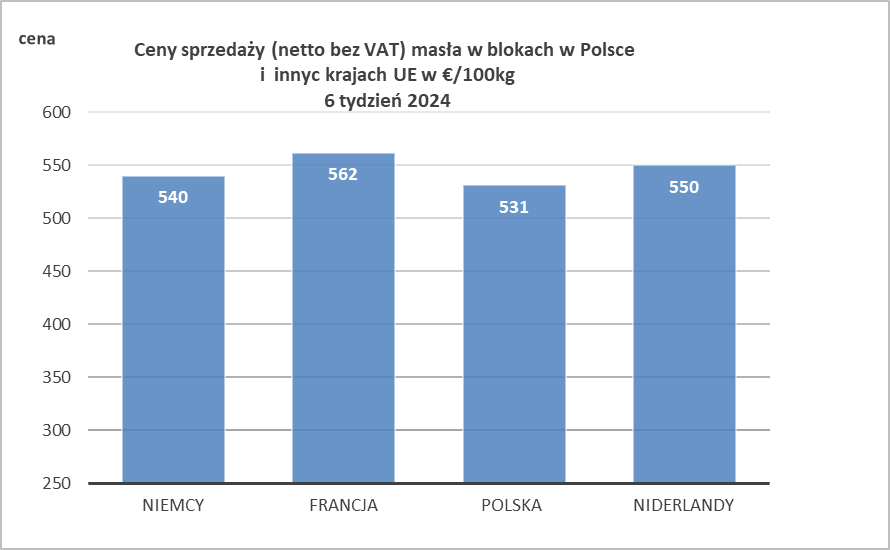 cena
Ceny sprzedaży (netto bez VAT) masła w blokach w Polsce
i innyc krajach UE w €/100kg
6 tydzień 2024
600
550
500
450
400
350
300
250
540
562
531
550
NIEMCY
FRANCJA
POLSKA
NIDERLANDY